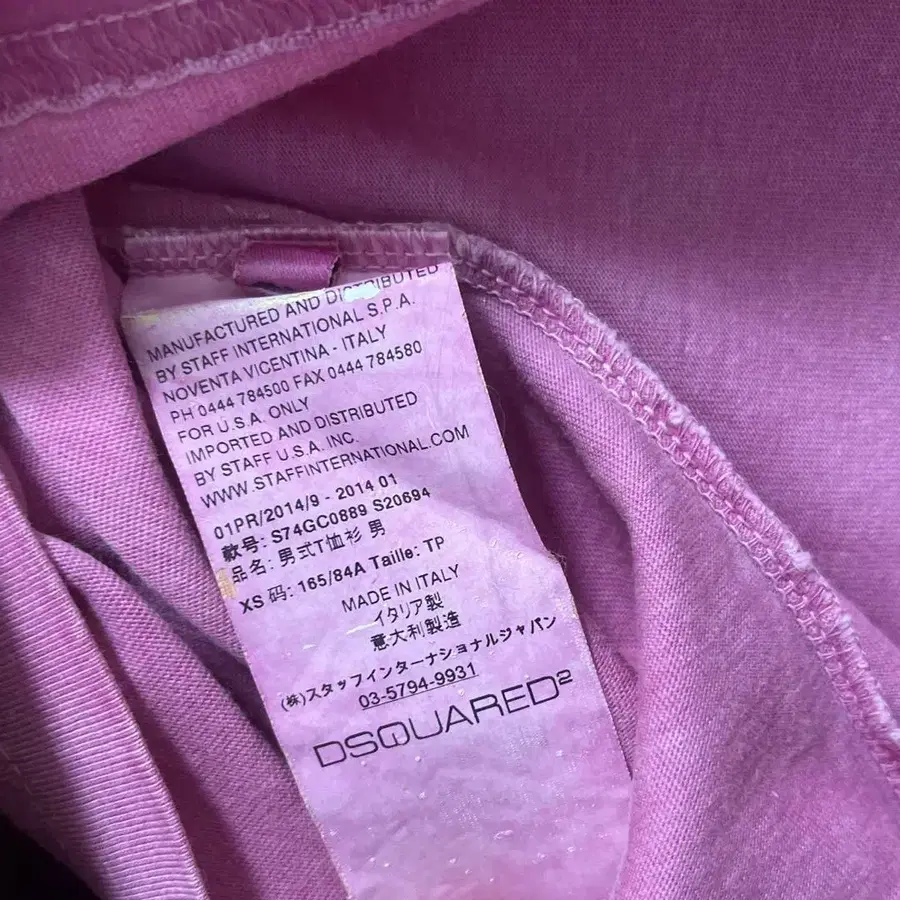 MANUFACTURED AND DISTRIBUTED
BY STAFF INTERNATIONAL S.P.A.
NOVENTA VICENTINA - ITALY
PH 0444 784500 FAX 0444 784580
FOR U.S.A. ONLY
IMPORTED AND DISTRIBUTED
BY STAFF U.S.A. INC.
WWW.STAFFINTERNATIONAL.COM
01PR/2014/9 - 2014 01
款号: S74GC0889 S20694
品名: 男式T恤衫 男
XS 码: 165/84A Taille: TP
MADE IN ITALY
イタリア製
意大利製造
(株)スタッフインターナショナルジャパン
03-5794-9931
DSQUARED2